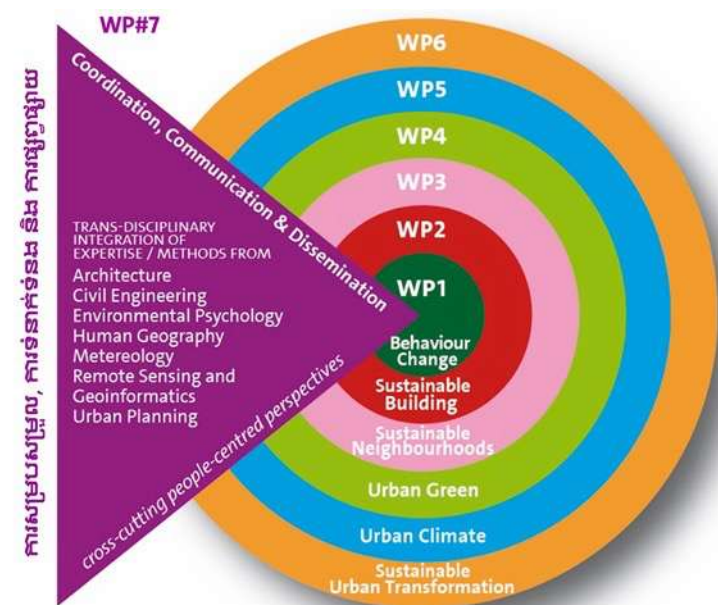 WP#7
ការសម្របសម្រួល, ការទំនាក់ទំនង និង ការផ្សព្វផ្សាយ
Coordination, Communication & Dissemination
TRANS-DISCIPLINARY
INTEGRATION OF
EXPERTISE / METHODS FROM
Architecture
Civil Engineering
Environmental Psychology
Human Geography
Metereology
Remote Sensing and
Geoinformatics
Urban Planning
cross-cutting people-centred perspectives
WP6
WP5
WP4
WP3
WP2
WP1
Behaviour
Change
Sustainable
Building
Sustainable
Neighbourhoods
Urban Green
Urban Climate
Sustainable
Urban Transformation